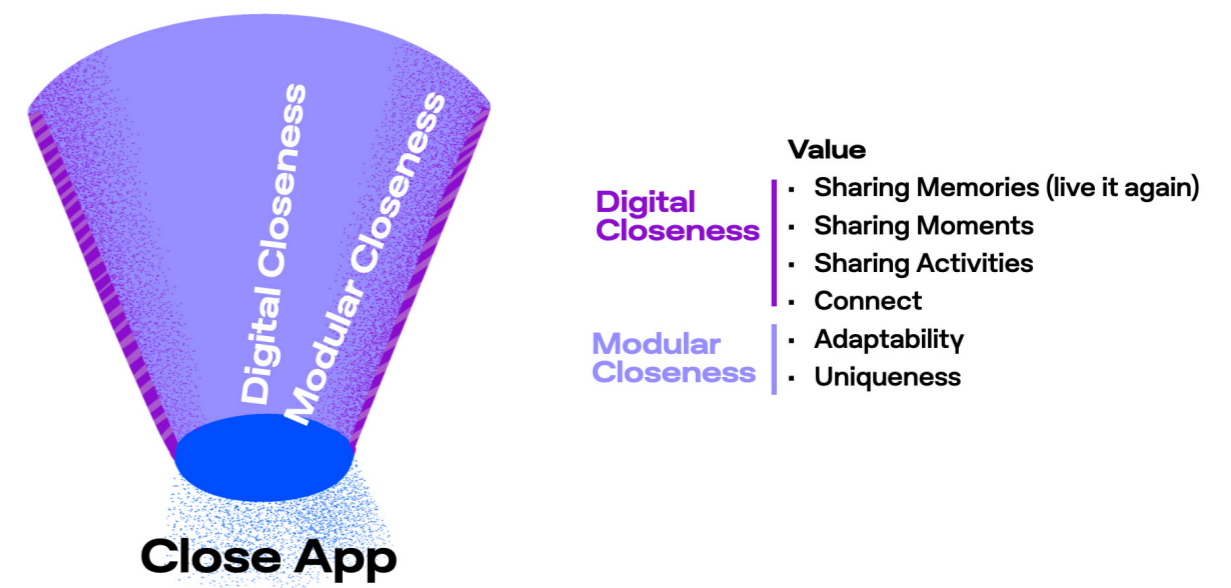 Digital Closeness
Modular Closeness
Close App
Value
Digital
Closeness
· Sharing Memories (live it again)
· Sharing Moments
· Sharing Activities
· Connect
Modular
Closeness
· Adaptability
· Uniqueness